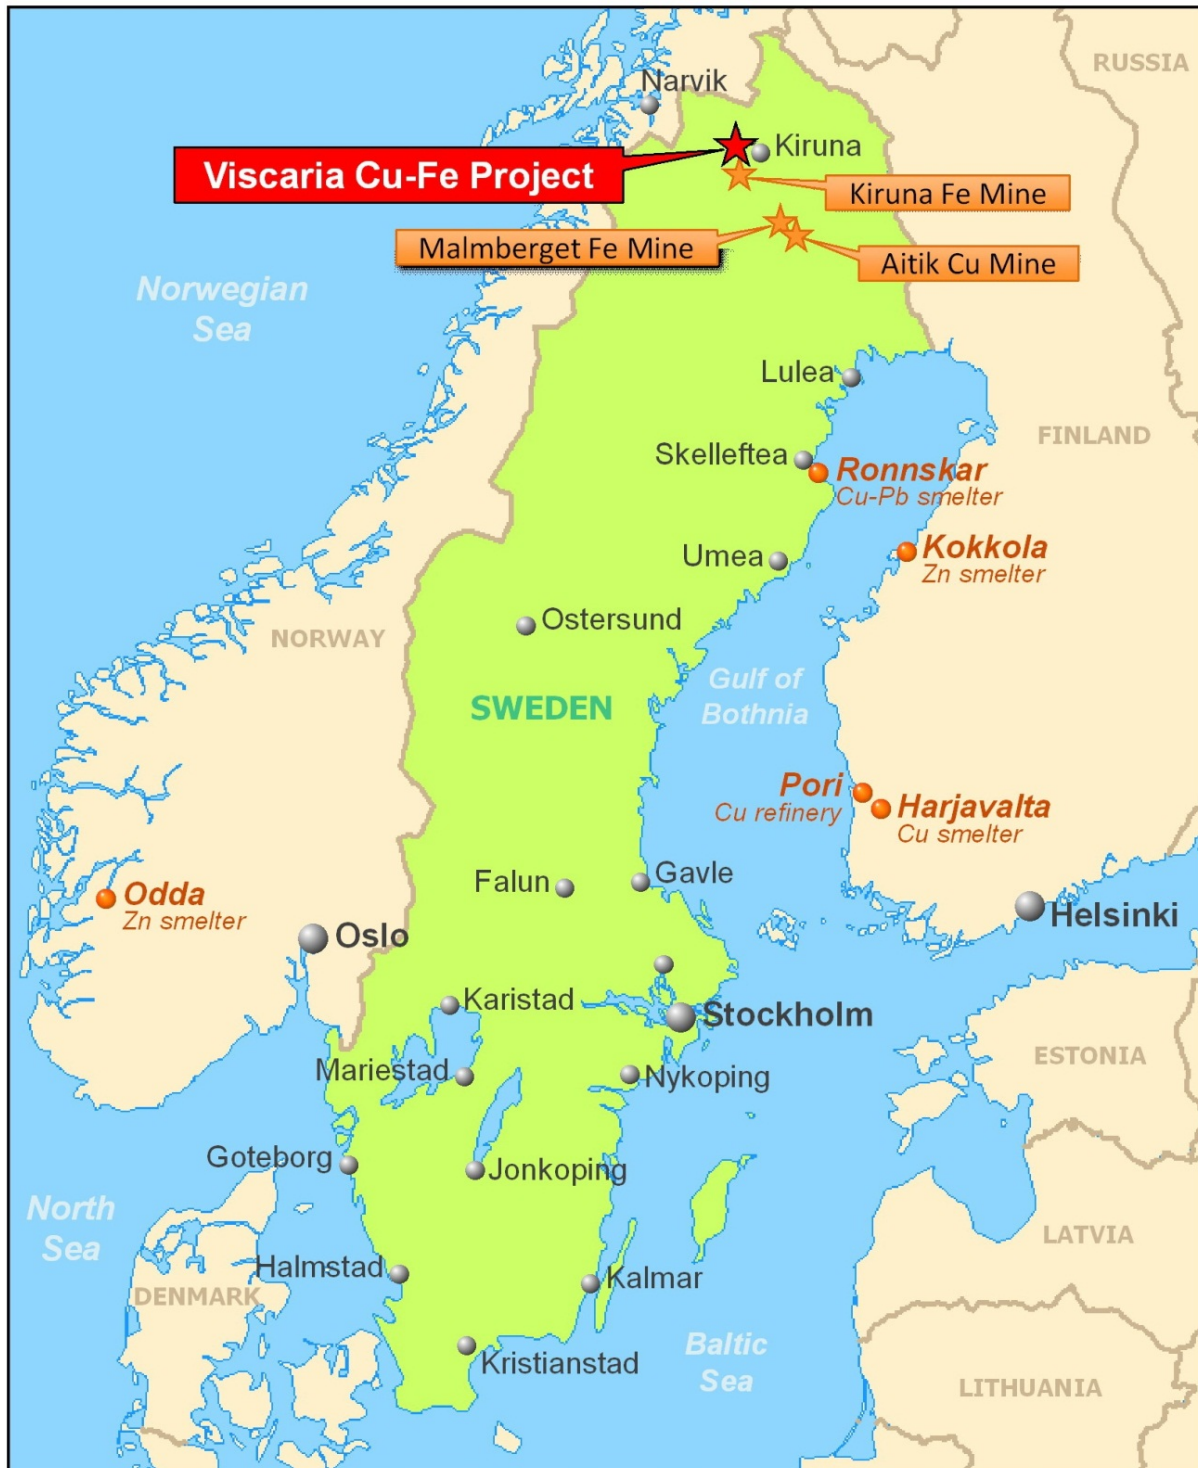 RUSSIA
Narvik
Kiruna
Viscaria Cu-Fe Project
Kiruna Fe Mine
Malmberget Fe Mine
Aitik Cu Mine
Norwegian
Sea
Lulea
FINLAND
Skelleftea
Ronnskar
Cu-Pb smelter
Kokkola
Zn smelter
Umea
Ostersund
NORWAY
SWEDEN
Gulf of
Bothnia
Pori
Cu refinery
Harjavalta
Cu smelter
Falun
Gavle
Odda
Zn smelter
Oslo
Helsinki
Karistad
Stockholm
ESTONIA
Mariestad
Nykoping
Goteborg
Jonkoping
North
Sea
LATVIA
Halmstad
Kalmar
DENMARK
Kristianstad
Baltic
Sea
LITHUANIA